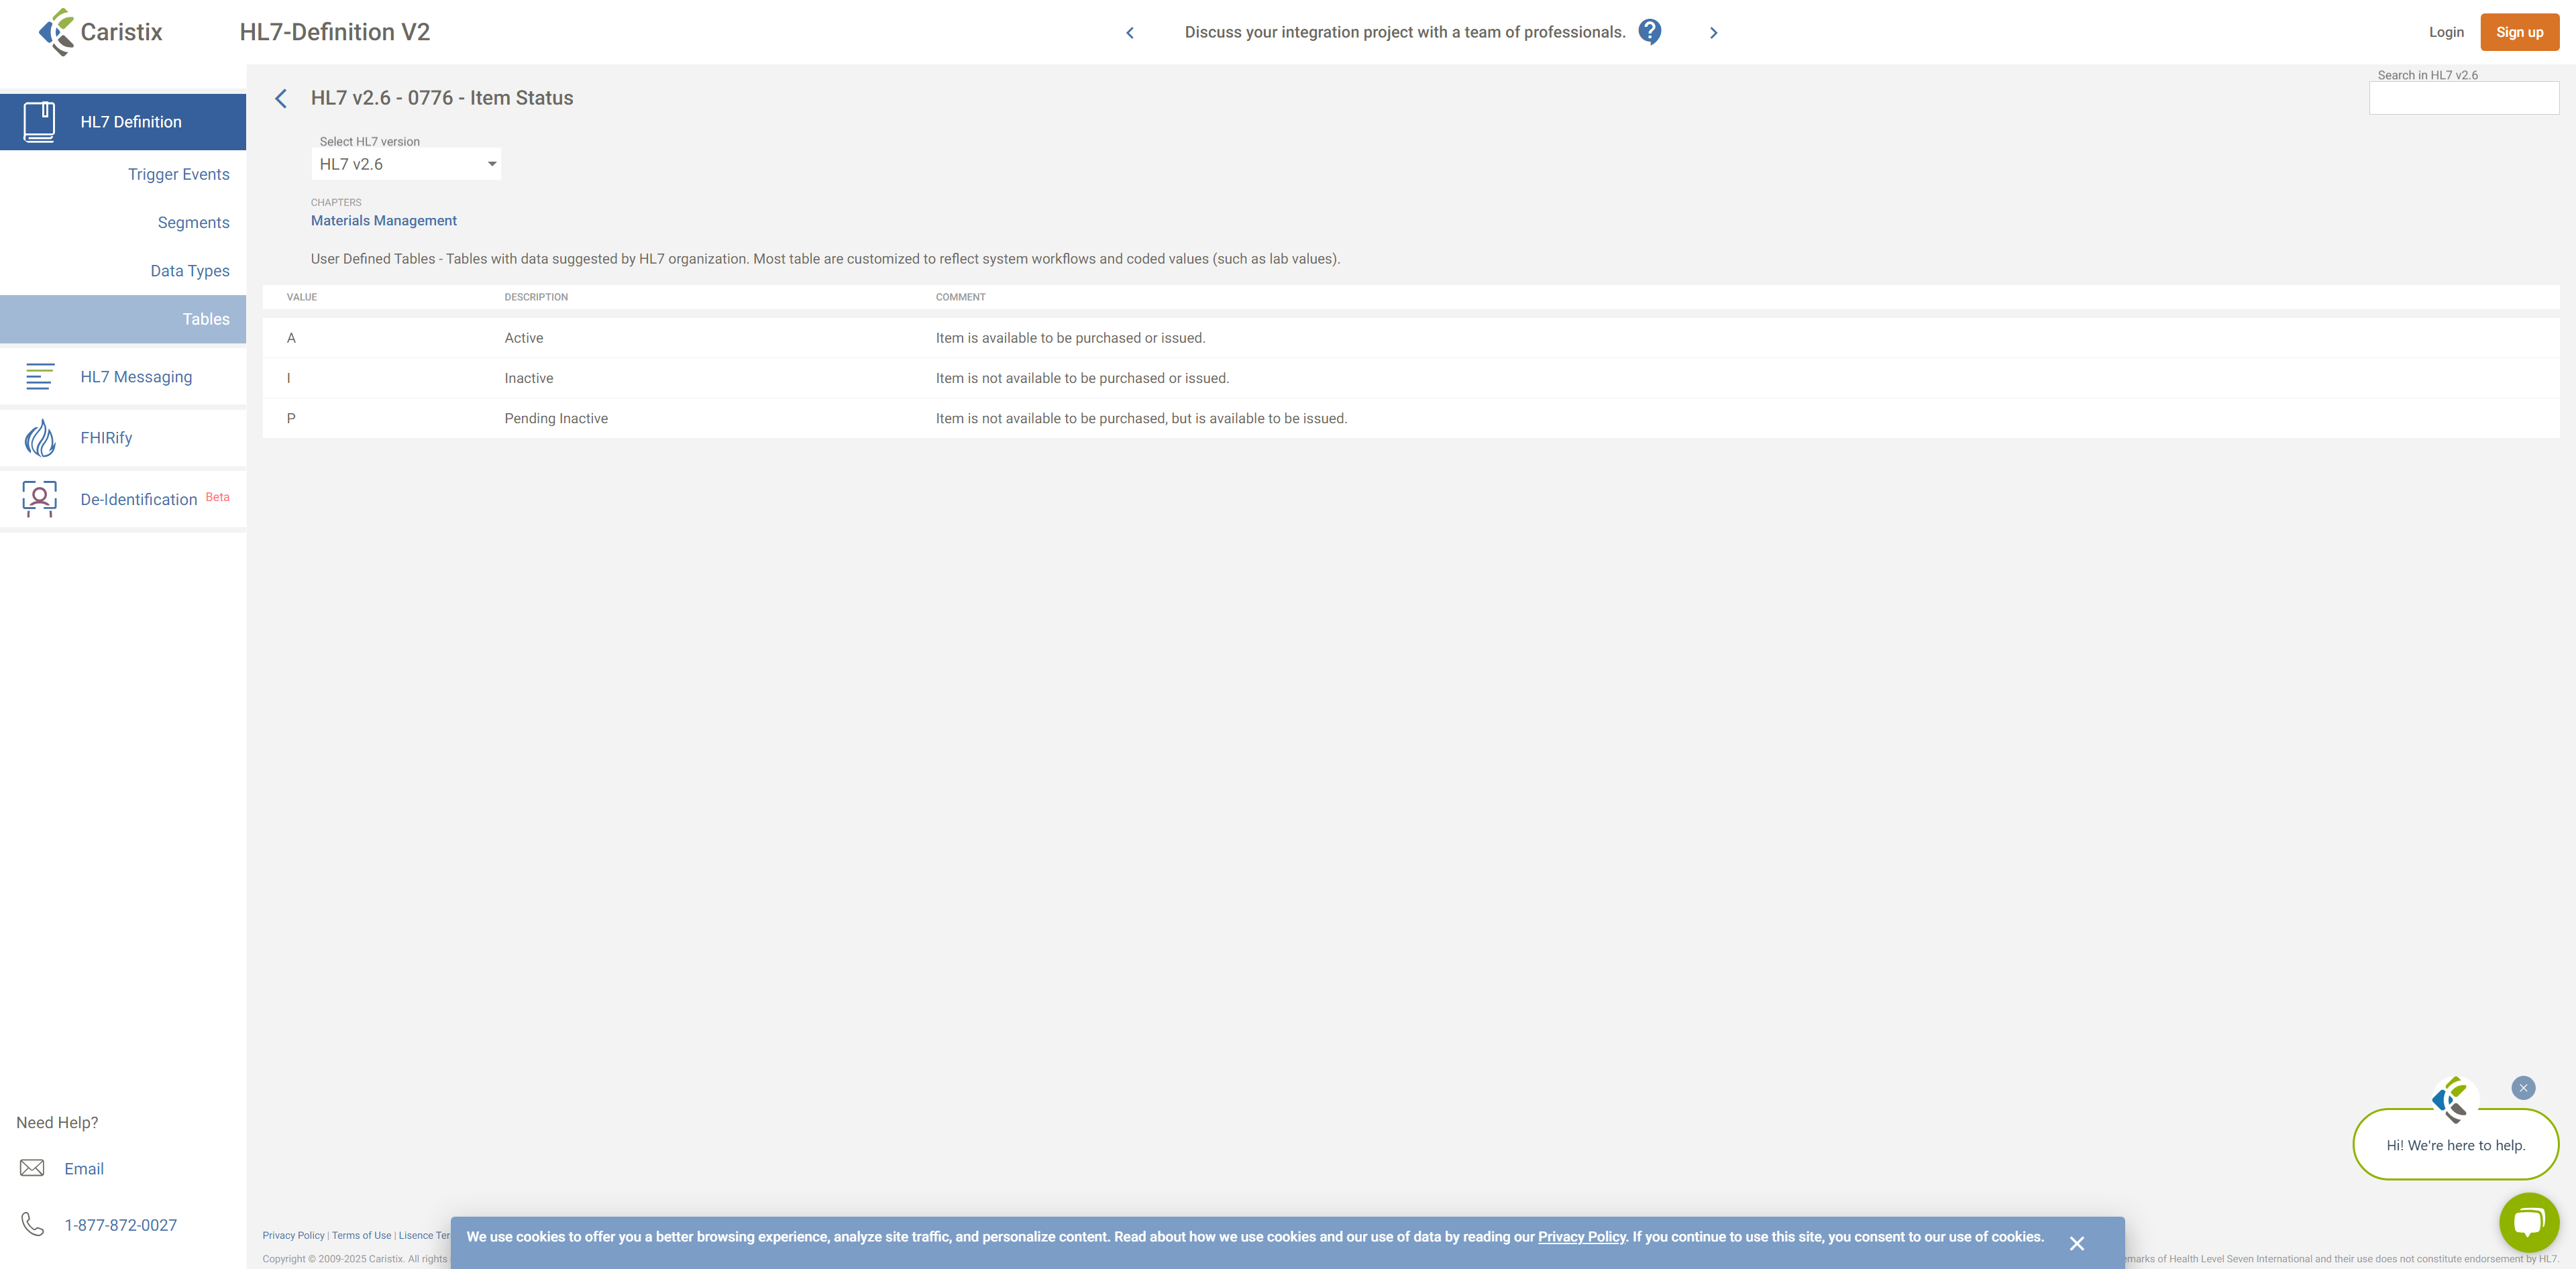 Caristix
HL7-Definition V2
Discuss your integration project with a team of professionals.
Login
Sign up
HL7 Definition
Trigger Events
Segments
Data Types
Tables
HL7 Messaging
FHIRify
De-Identification Beta
Need Help?
Email
1-877-872-0027
HL7 v2.6 - 0776 - Item Status
Search in HL7 v2.6
Select HL7 version
HL7 v2.6
CHAPTERS
Materials Management
User Defined Tables - Tables with data suggested by HL7 organization. Most table are customized to reflect system workflows and coded values (such as lab values).
VALUE DESCRIPTION COMMENT
A Active Item is available to be purchased or issued.
I Inactive Item is not available to be purchased or issued.
P Pending Inactive Item is not available to be purchased, but is available to be issued.
Hi! We're here to help.
Privacy Policy | Terms of Use | Lisence Ter
We use cookies to offer you a better browsing experience, analyze site traffic, and personalize content. Read about how we use cookies and our use of data by reading our Privacy Policy. If you continue to use this site, you consent to our use of cookies.
Copyright © 2009-2025 Caristix. All rights
emarks of Health Level Seven International and their use does not constitute endorsement by HL7.